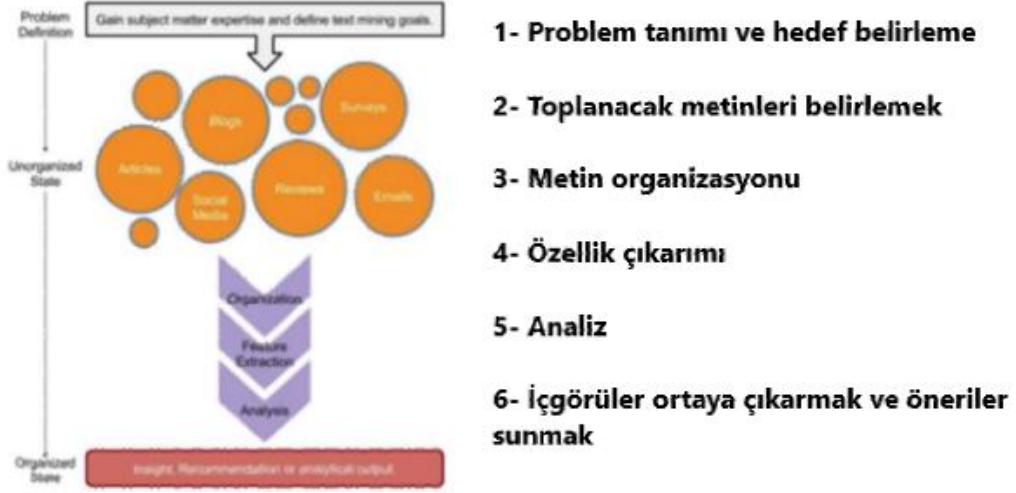 Problem
Definition
Gain subject matter expertise and define text mining goals.
Blogs
Surveys
Articles
Social
Media
Reviews
Emails
Unorganized
State
Organization
Feature
Extraction
Analysis
Organized
State
Insight, Recommendation or analytical output
1- Problem tanımı ve hedef belirleme
2- Toplanacak metinleri belirlemek
3- Metin organizasyonu
4- Özellik çıkarımı
5- Analiz
6- İçgörüler ortaya çıkarmak ve öneriler
sunmak